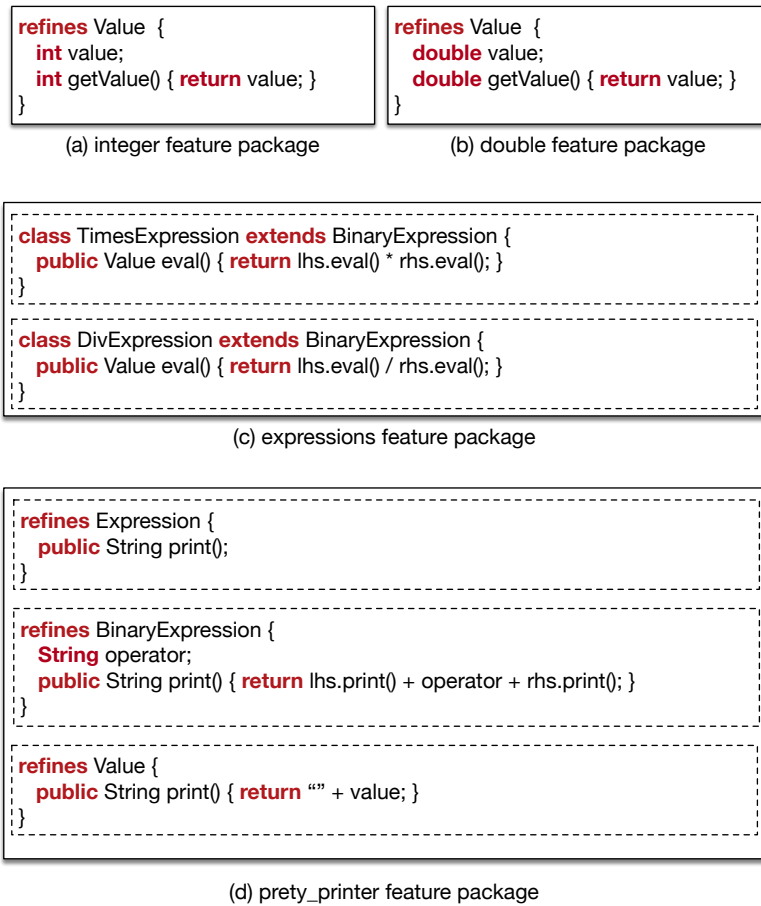 refines Value {
int value;
int getValue() { return value; }
}
(a) integer feature package
refines Value {
double value;
double getValue() { return value; }
}
(b) double feature package
class TimesExpression extends BinaryExpression {
public Value eval() { return lhs.eval() * rhs.eval(); }
}
class DivExpression extends BinaryExpression {
public Value eval() { return lhs.eval() / rhs.eval(); }
}
(c) expressions feature package
refines Expression {
public String print();
}
refines BinaryExpression {
String operator;
public String print() { return lhs.print() + operator + rhs.print(); }
}
refines Value {
public String print() { return “” + value; }
}
(d) prety_printer feature package